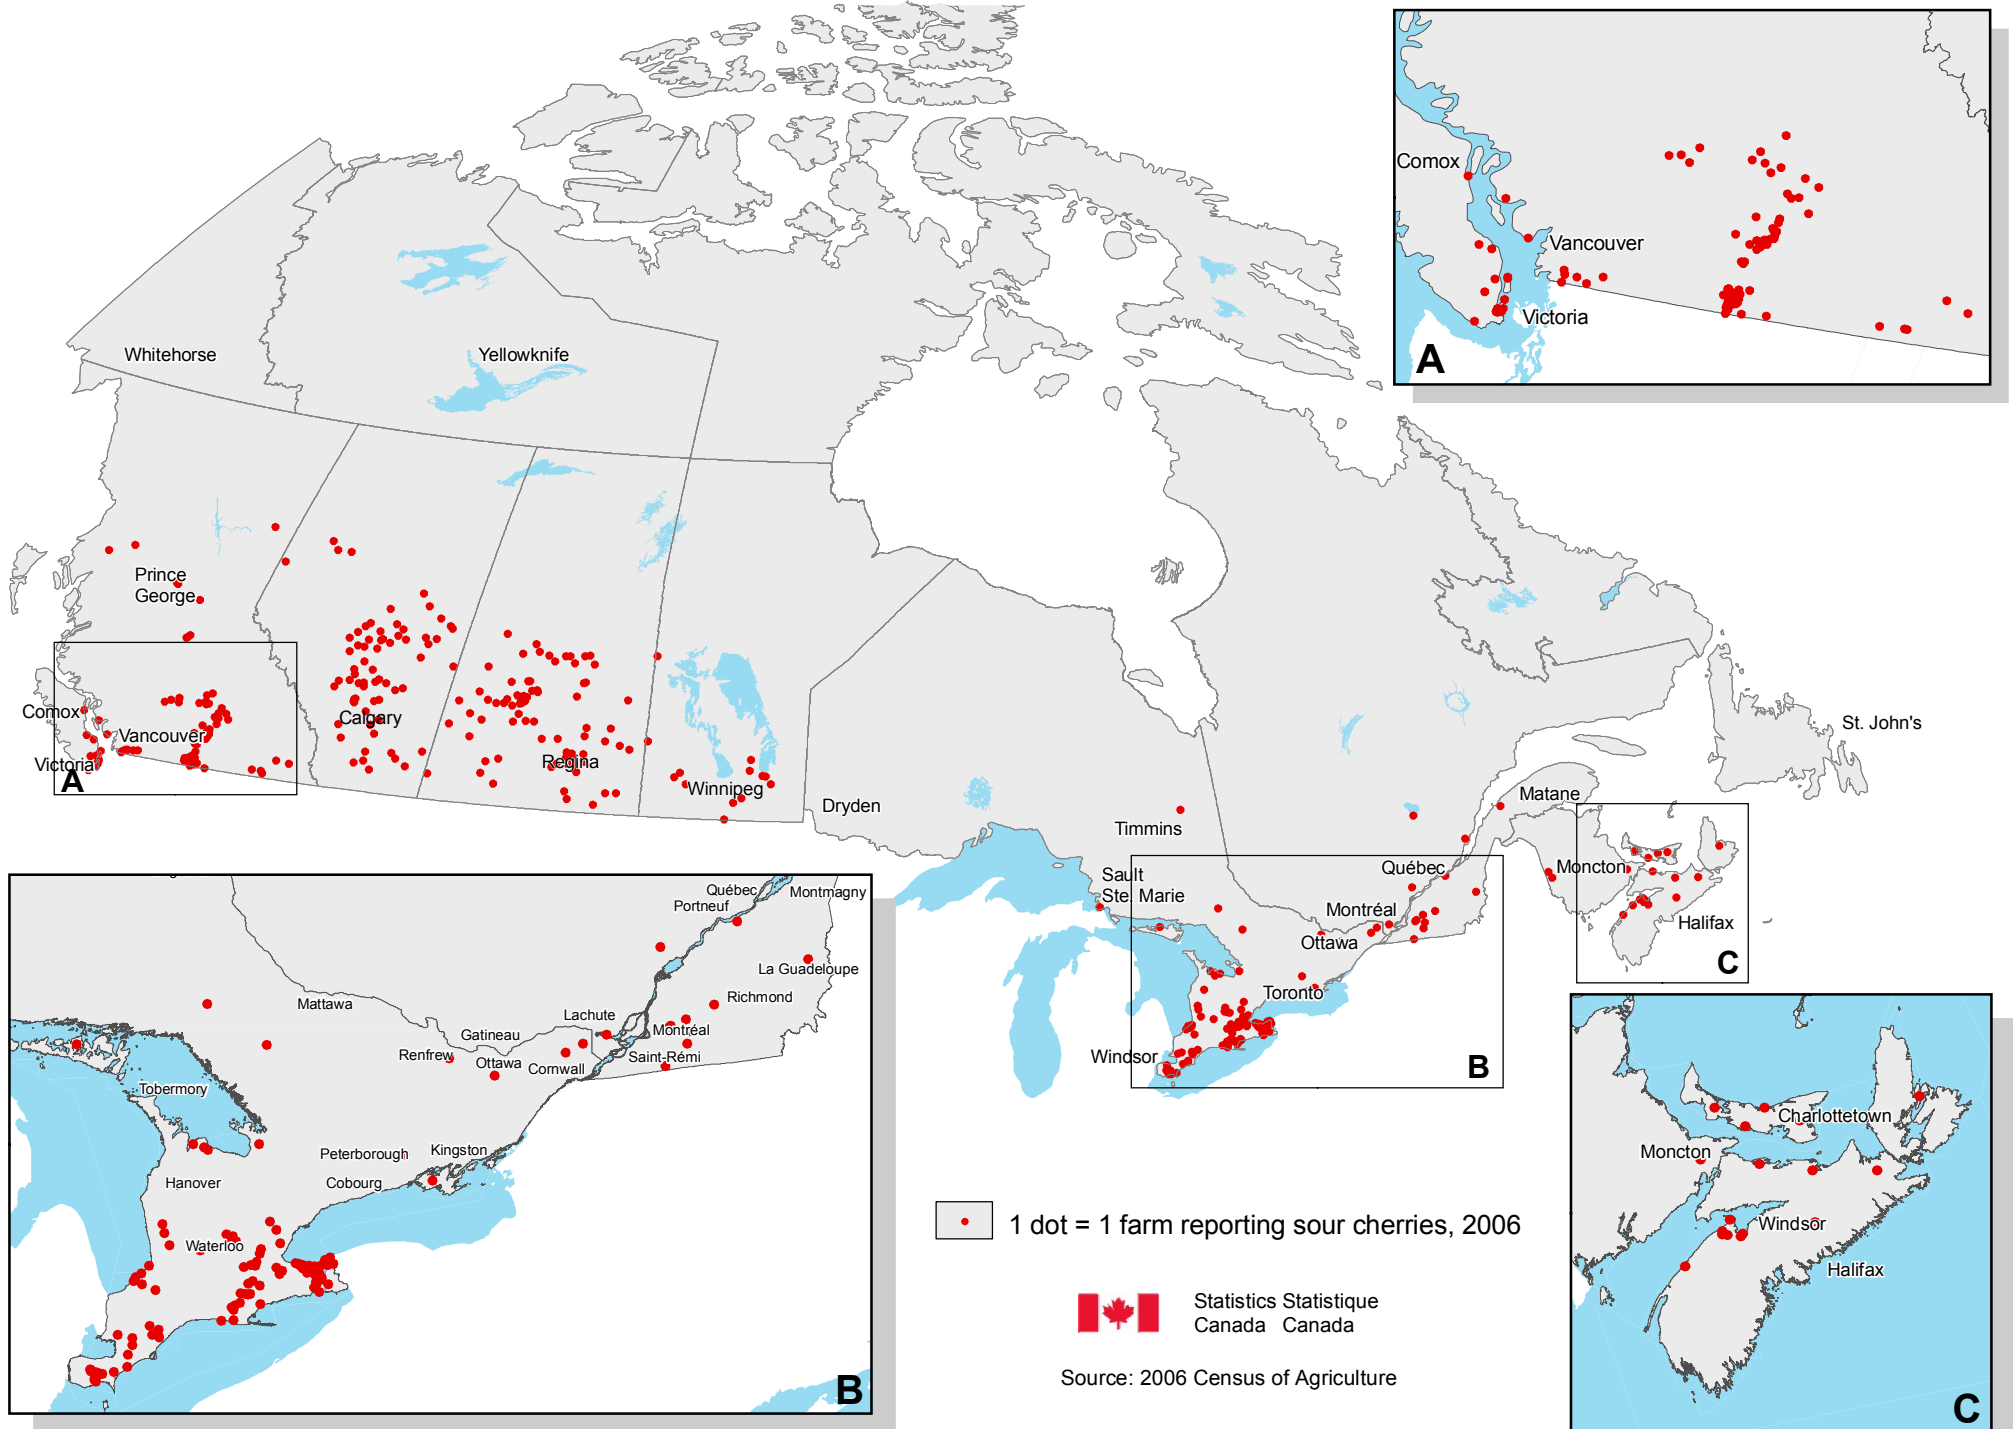 Comox
Vancouver
Victoria
A
Whitehorse
Yellowknife
Prince
George
Comox
Vancouver
Victoria
A
Calgary
Regina
Winnipeg
Dryden
Timmins
Sault
Ste. Marie
Québec
Montréal
Ottawa
Toronto
Windsor
B
Matane
Moncton
Halifax
C
St. John's
Québec
Montmagny
Portneuf
La Guadeloupe
Richmond
Mattawa
Lachute
Gatineau
Montréal
Renfrew
Ottawa
Cornwall
Saint-Rémi
Tobermory
Peterborough
Kingston
Hanover
Cobourg
Waterloo
B
Charlottetown
Moncton
Windsor
Halifax
C
1 dot = 1 farm reporting sour cherries, 2006
Statistics Statistique
Canada Canada
Source: 2006 Census of Agriculture